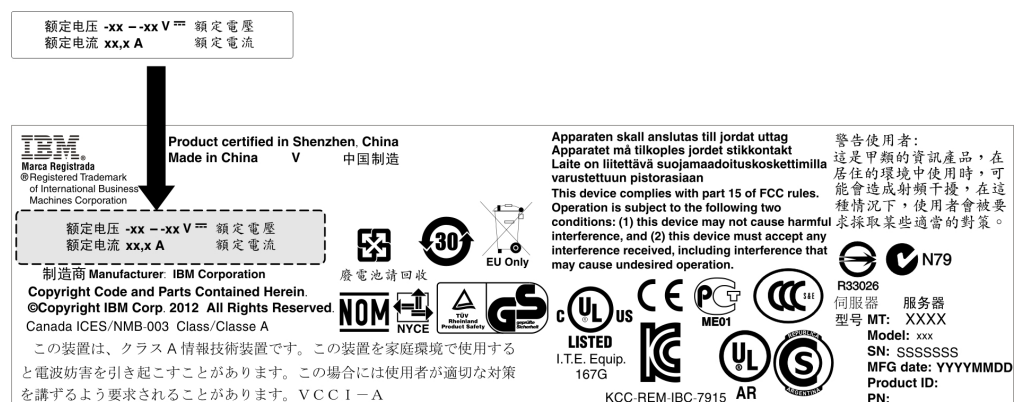 额定电压 -xx – -xx V ⎓ 額定電壓
额定电流 xx,x A 額定電流
IBM®
Marca Registrada
® Registered Trademark
of International Business
Machines Corporation
Product certified in Shenzhen, China
Made in China V 中国制造
额定电压 -xx – -xx V ⎓ 額定電壓
额定电流 xx,x A 額定電流
制造商 Manufacturer: IBM Corporation
Copyright Code and Parts Contained Herein.
©Copyright IBM Corp. 2012 All Rights Reserved.
Canada ICES/NMB-003 Class/Classe A
この装置は、クラス A 情報技術装置です。この装置を家庭環境で使用する
と電波妨害を引き起こすことがあります。この場合には使用者が適切な対策
を講ずるよう要求されることがあります。ＶＣＣＩ－Ａ
廢電池請回收
30
EU Only
NOM
NYCE
TÜV
Rheinland
Product Safety
GS
geprüfte
Sicherheit
Apparaten skall anslutas till jordat uttag
Apparatet må tilkoples jordet stikkontakt
Laite on liitettävä suojamaadoituskoskettimilla
varustettuun pistorasiaan
This device complies with part 15 of FCC rules.
Operation is subject to the following two
conditions: (1) this device may not cause harmful
interference, and (2) this device must accept any
interference received, including interference that
may cause undesired operation.
C UL US
LISTED
I.T.E. Equip.
167G
CE
PCT
ME01
CCC S&E
KC
KCC-REM-IBC-7915
UL
AR
REPUBLICA
S
ARGENTINA
警告使用者:
這是甲類的資訊產品，在
居住的環境中使用時，可
能會造成射頻干擾，在這
種情況下，使用者會被要
求採取某些適當的對策。
R33026
N79
伺服器 服务器
型号 MT: XXXX
Model: xxx
SN: SSSSSSS
MFG date: YYYYMMDD
Product ID:
PN: